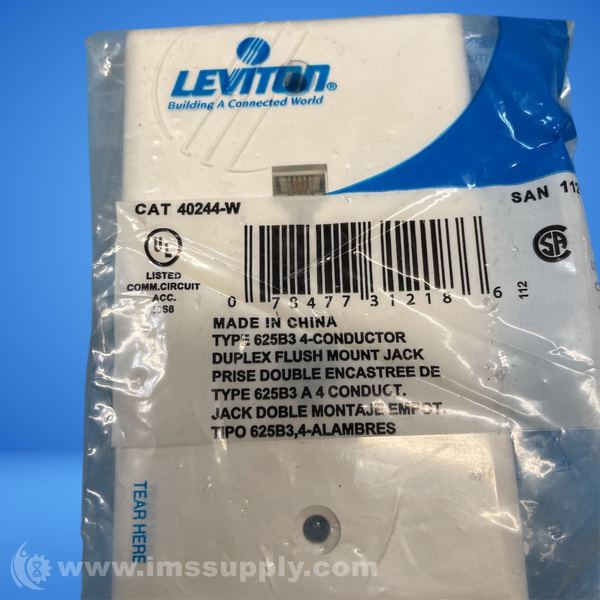 LEVITON®
Building A Connected World
CAT 40244-W
SAN 112
UL
LISTED
COMM.CIRCUIT
ACC.
SA
0 78477 31218 6
112
MADE IN CHINA
TYPE 625B3 4-CONDUCTOR
DUPLEX FLUSH MOUNT JACK
PRISE DOUBLE ENCASTREE DE
TYPE 625B3 A 4 CONDUCT.
JACK DOBLE MONTAJE EMPOT.
TIPO 625B3,4-ALAMBRES
TEAR HERE
www.imssupply.com